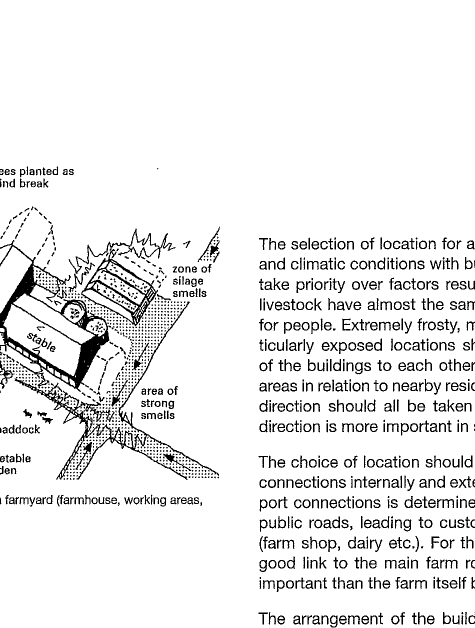 ees planted as
ind break
zone of
silage
smells
stable
area of
strong
smells
addock
etable
den
farmyard (farmhouse, working areas,
The selection of location for a
and climatic conditions with bu
take priority over factors resu
livestock have almost the sam
for people. Extremely frosty, m
ticularly exposed locations sh
of the buildings to each other
areas in relation to nearby resid
direction should all be taken
direction is more important in s
The choice of location should
connections internally and exte
port connections is determine
public roads, leading to custo
(farm shop, dairy etc.). For th
good link to the main farm ro
important than the farm itself b
The arrangement of the build